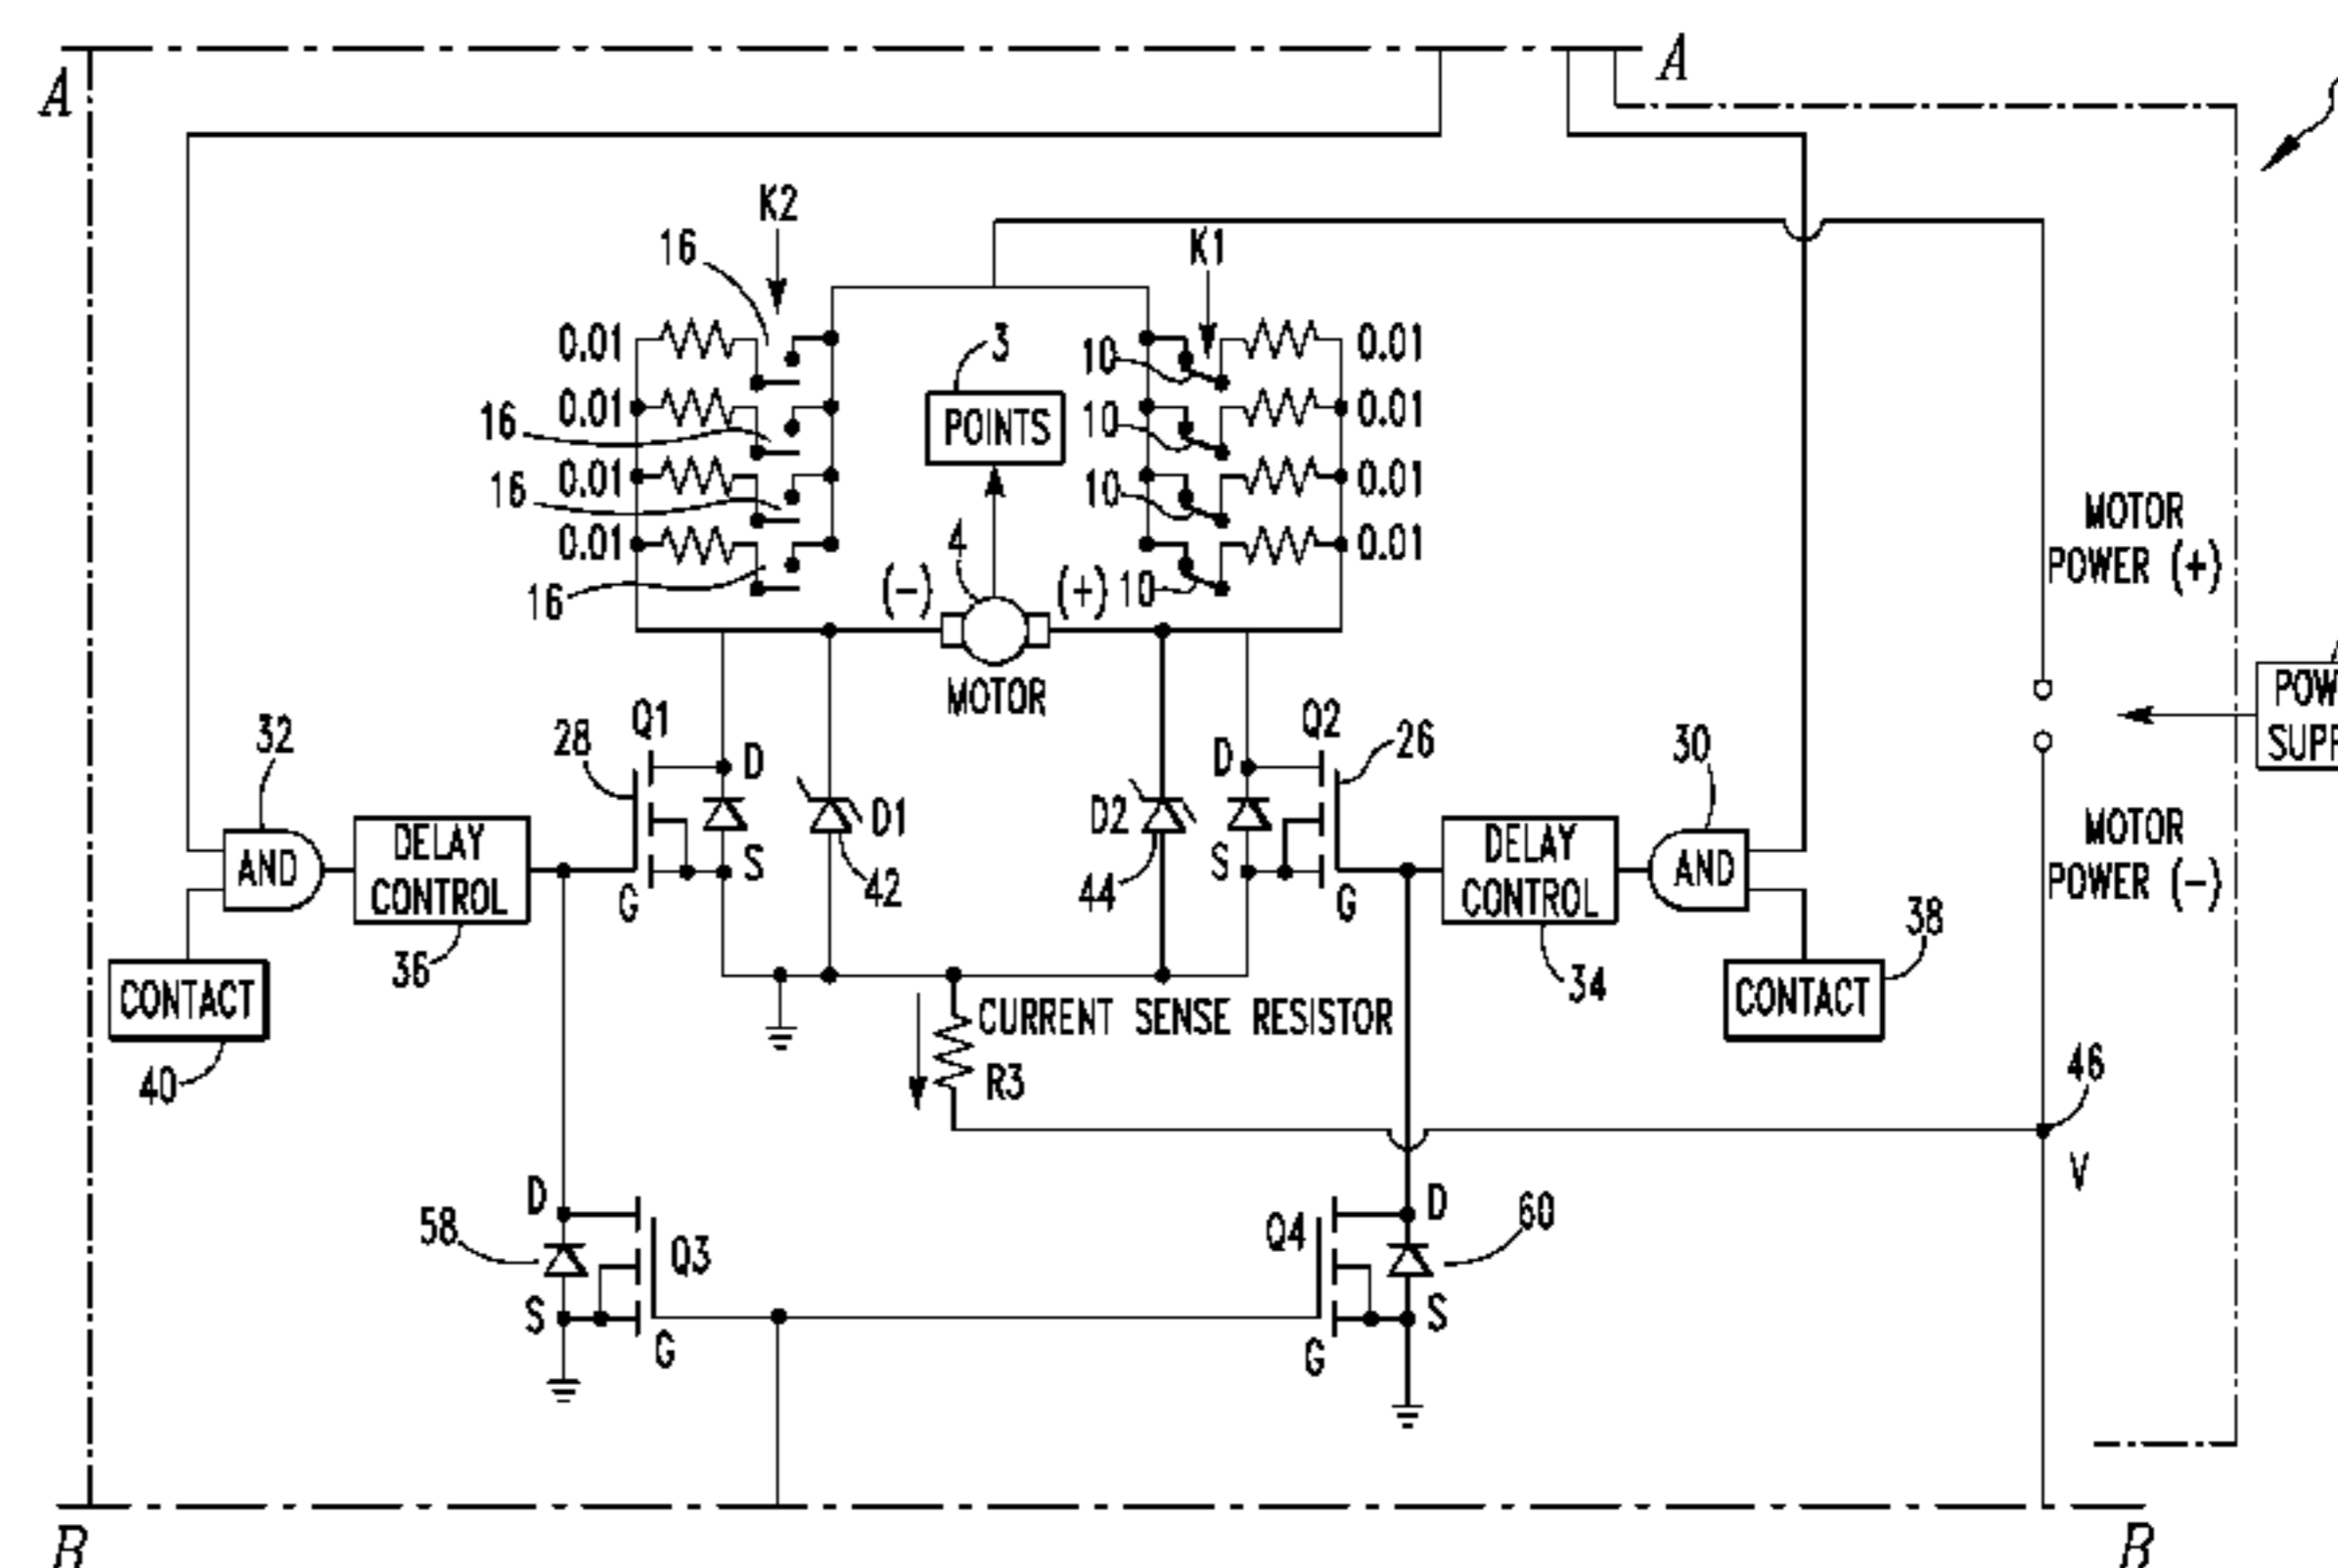 A
A
K2
16
K1
0.01
3
10
0.01
0.01
16
POINTS
10
0.01
0.01
16
10
0.01
0.01
16
4
(-)
(+)
10
0.01
MOTOR
POWER (+)
MOTOR
28
Q1
Q2
26
32
D
D
30
D1
D2
DELAY
CONTROL
AND
S
42
44
S
DELAY
CONTROL
AND
MOTOR
POWER (-)
G
G
36
34
38
CONTACT
40
CURRENT SENSE RESISTOR
R3
CONTACT
46
V
D
58
Q3
S
G
Q4
D
60
S
G
B
B